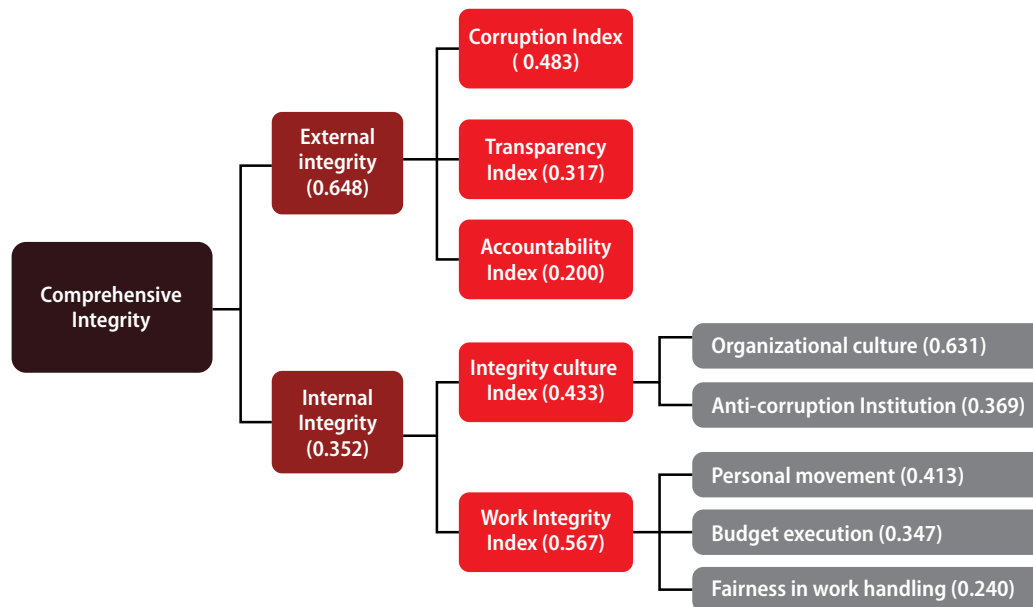 Comprehensive
Integrity
External
integrity
(0.648)
Corruption Index
( 0.483)
Transparency
Index (0.317)
Accountability
Index (0.200)
Internal
Integrity
(0.352)
Integrity culture
Index (0.433)
Organizational culture (0.631)
Anti-corruption Institution (0.369)
Work Integrity
Index (0.567)
Personal movement (0.413)
Budget execution (0.347)
Fairness in work handling (0.240)